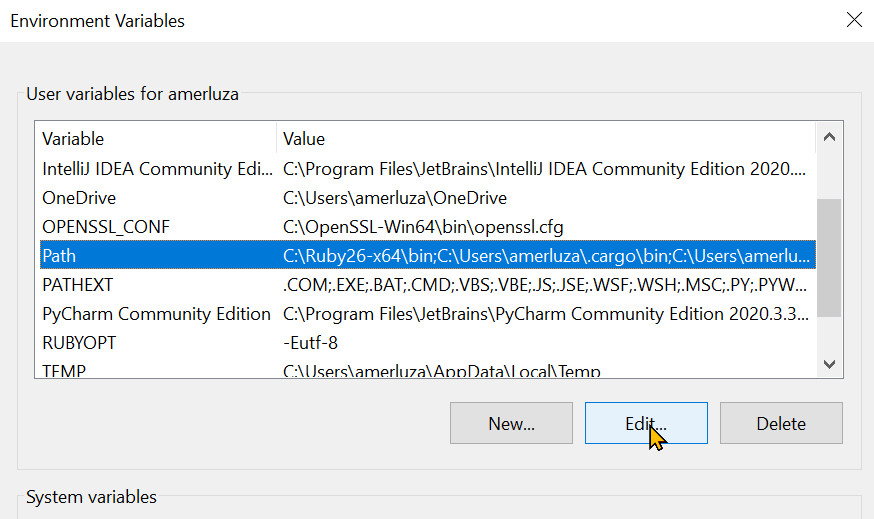 Environment Variables
User variables for amerluza
Variable Value
IntelliJ IDEA Community Edi... C:\Program Files\JetBrains\IntelliJ IDEA Community Edition 2020....
OneDrive C:\Users\amerluza\OneDrive
OPENSSL_CONF C:\OpenSSL-Win64\bin\openssl.cfg
Path C:\Ruby26-x64\bin;C:\Users\amerluza\.cargo\bin;C:\Users\amerlu...
PATHEXT .COM;.EXE;.BAT;.CMD;.VBS;.VBE;.JS;.JSE;.WSF;.WSH;.MSC;.PY;.PYW...
PyCharm Community Edition C:\Program Files\JetBrains\PyCharm Community Edition 2020.3.3...
RUBYOPT -Eutf-8
TEMP C:\Users\amerluza\AppData\Local\Temp
New... Edit... Delete
System variables